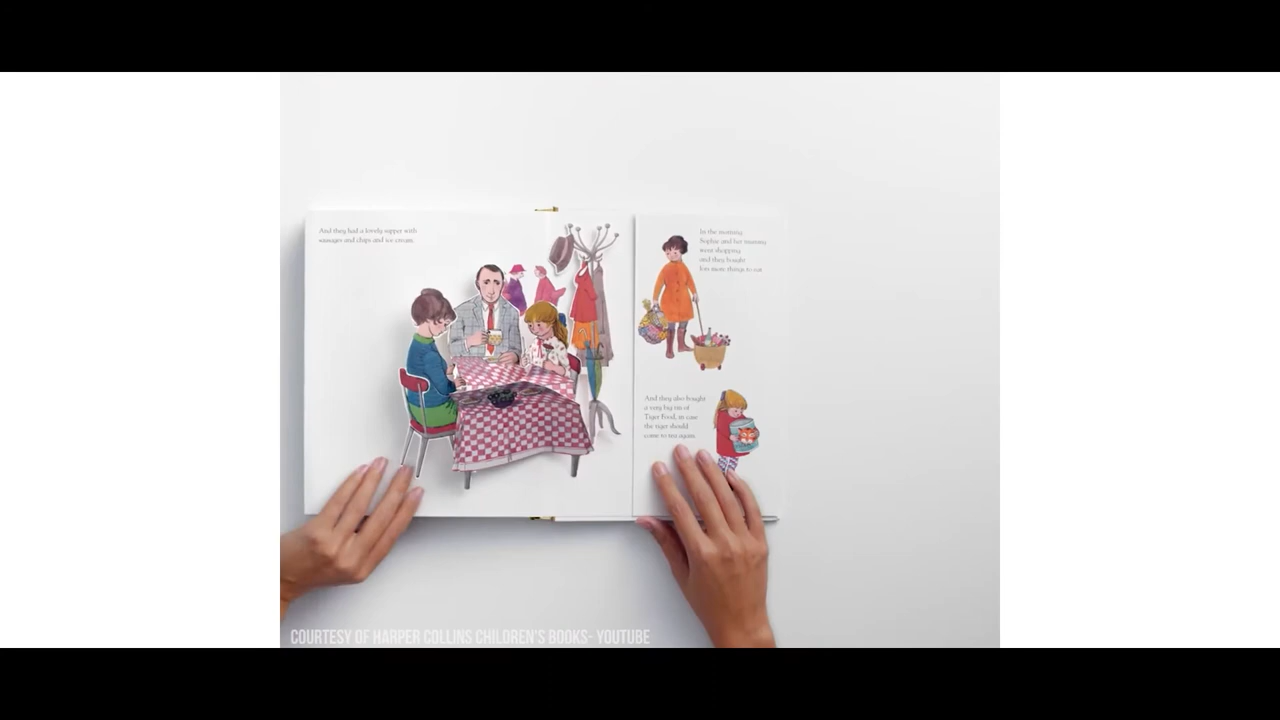 And they had a lovely supper with
sausages and chips and ice cream.
In the morning
Sophie and her mummy
went shopping
and they bought
lots more things to eat.
And they also bought
a very big tin of
Tiger Food, in case
the tiger should
come to tea again.
COURTESY OF HARPER COLLINS CHILDREN'S BOOKS- YOUTUBE